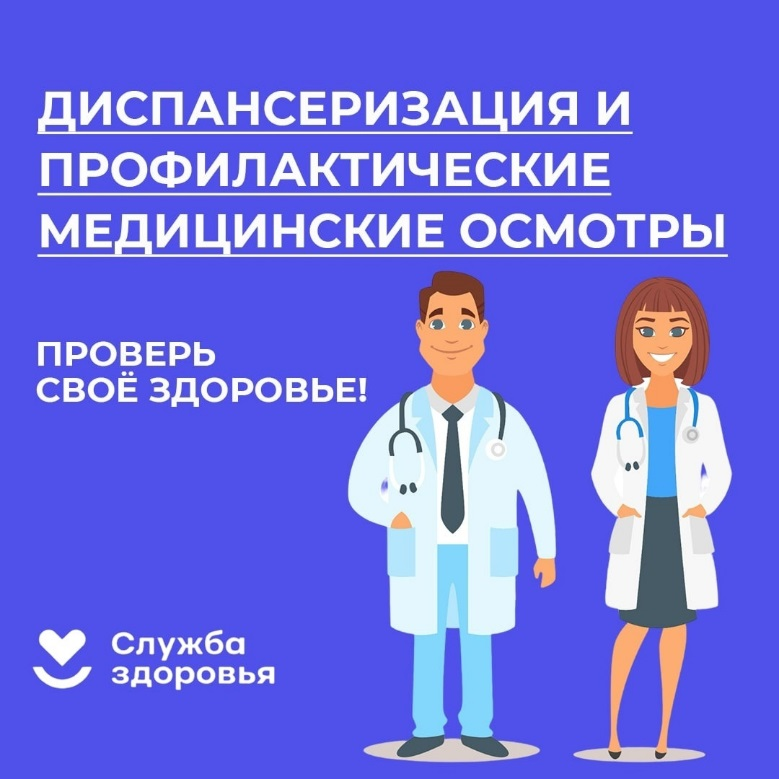 ДИСПАНСЕРИЗАЦИЯ И
ПРОФИЛАКТИЧЕСКИЕ
МЕДИЦИНСКИЕ ОСМОТРЫ
ПРОВЕРЬ
СВОЁ ЗДОРОВЬЕ!
Служба
здоровья